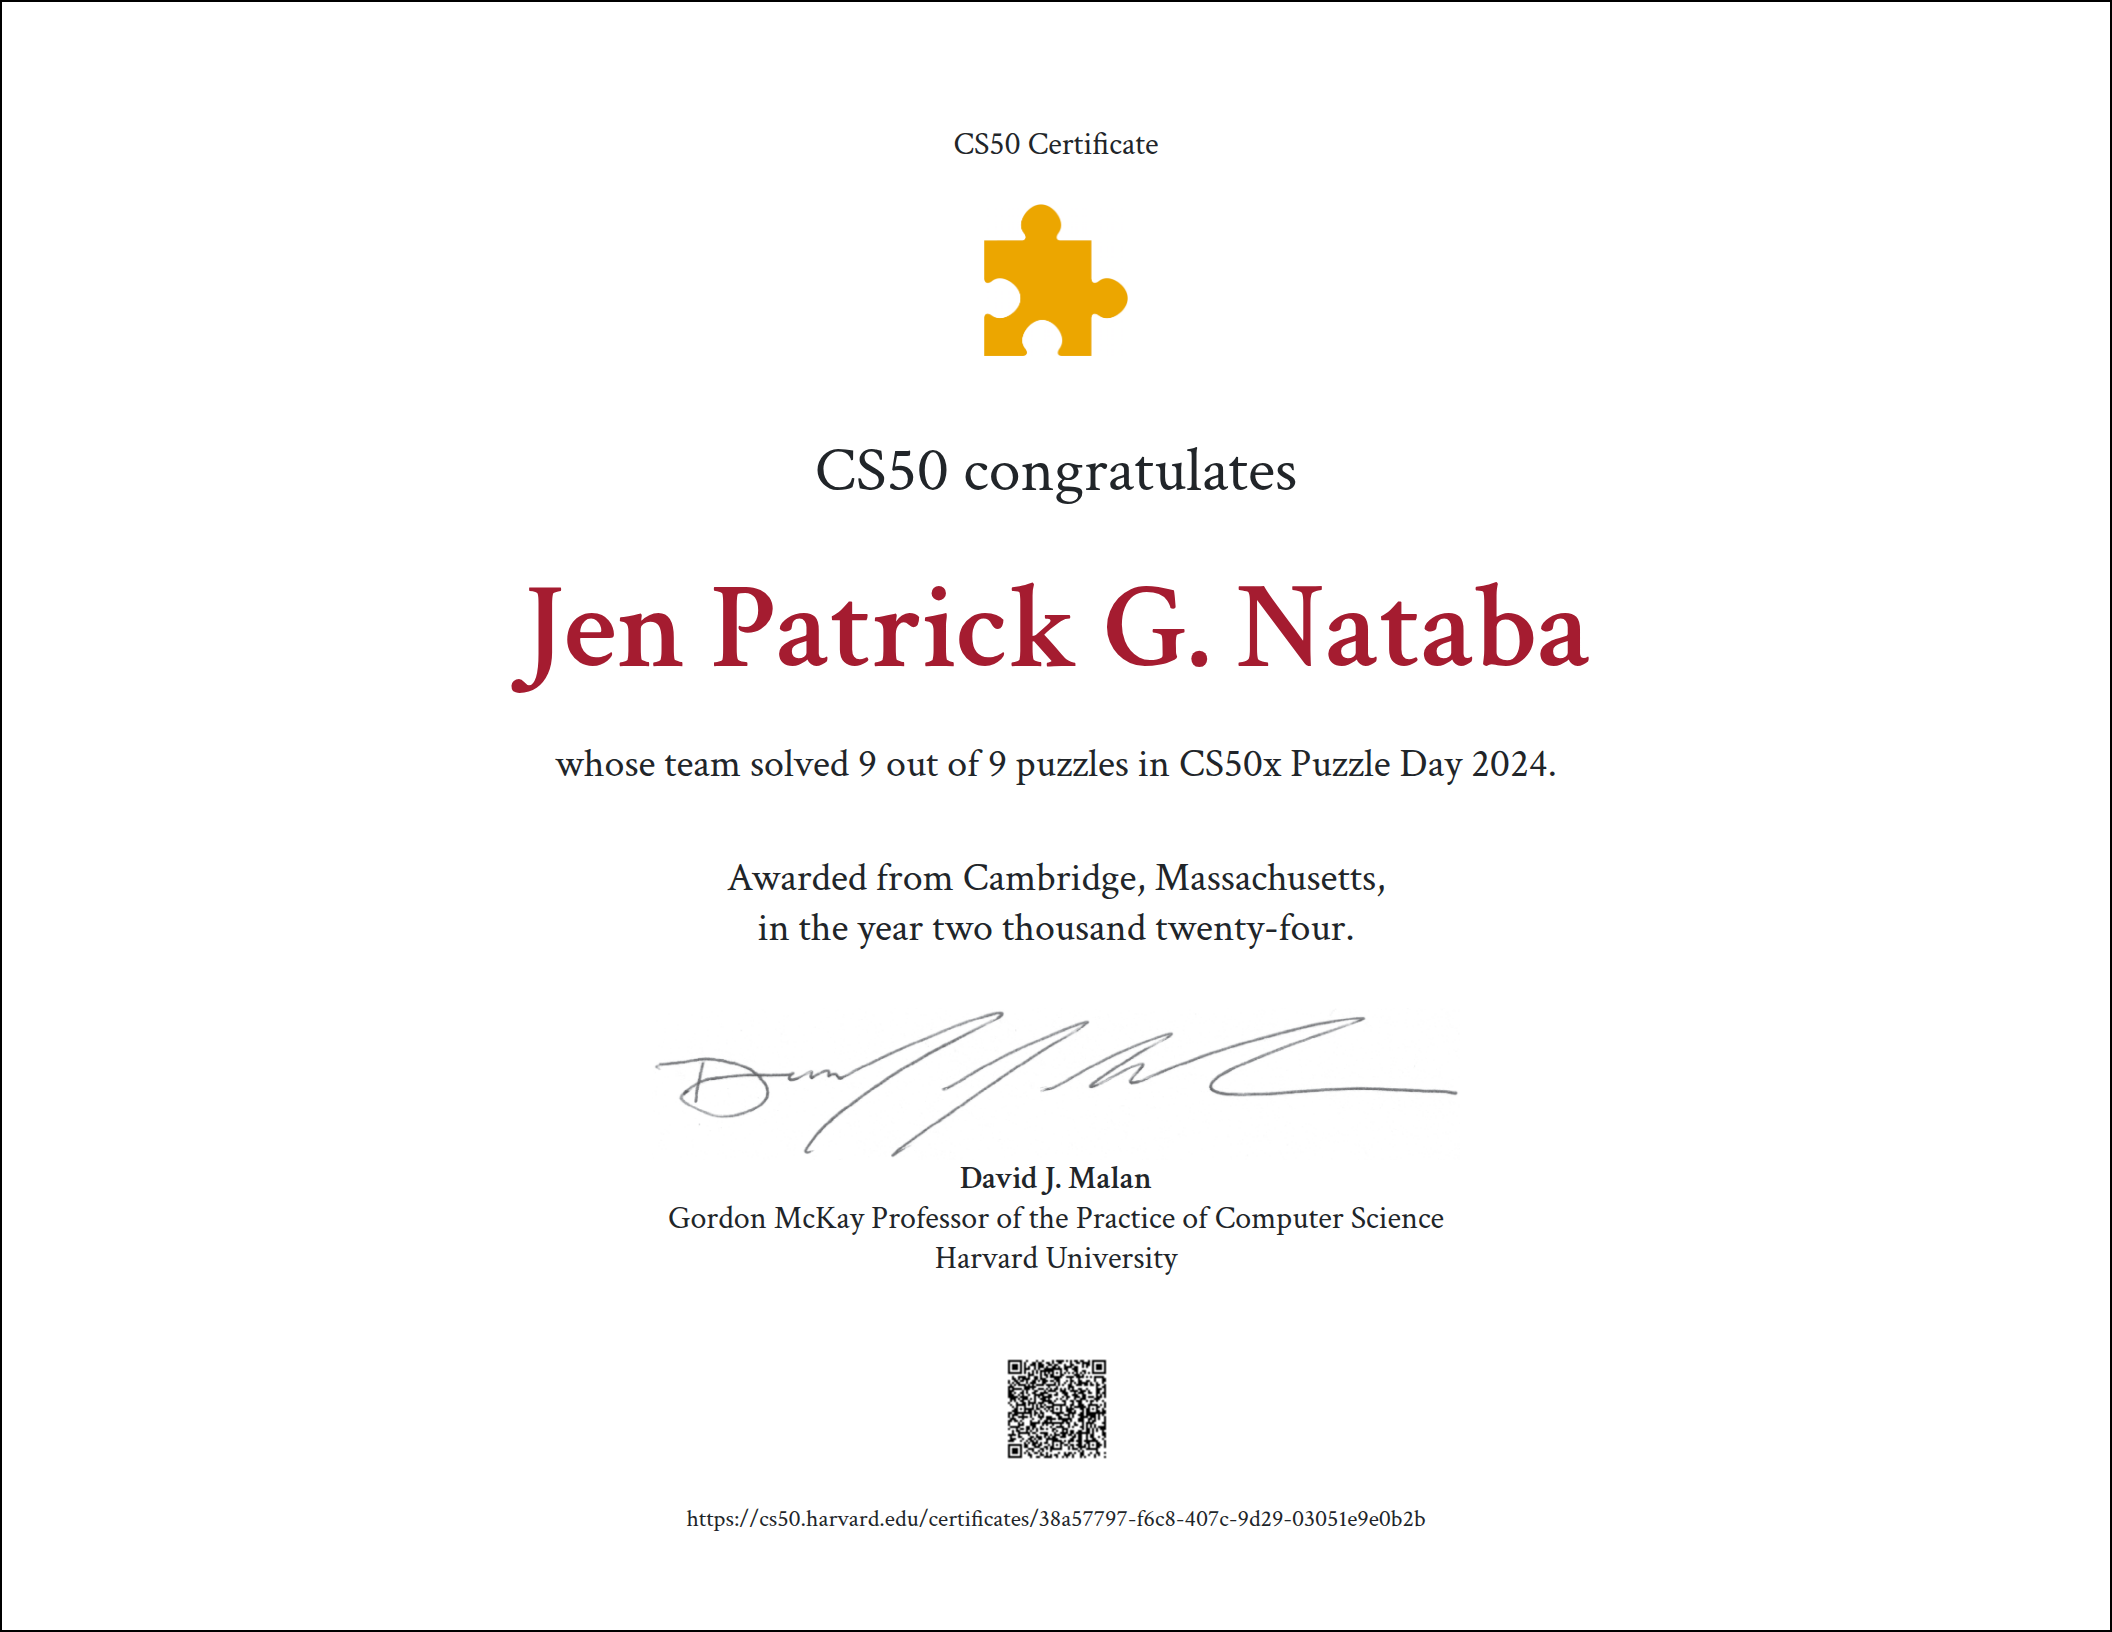 CS50 Certificate
CS50 congratulates
Jen Patrick G. Nataba
whose team solved 9 out of 9 puzzles in CS50x Puzzle Day 2024.
Awarded from Cambridge, Massachusetts,
in the year two thousand twenty-four.
David J. Malan
Gordon McKay Professor of the Practice of Computer Science
Harvard University
https://cs50.harvard.edu/certificates/38a57797-f6c8-407c-9d29-03051e9e0b2b